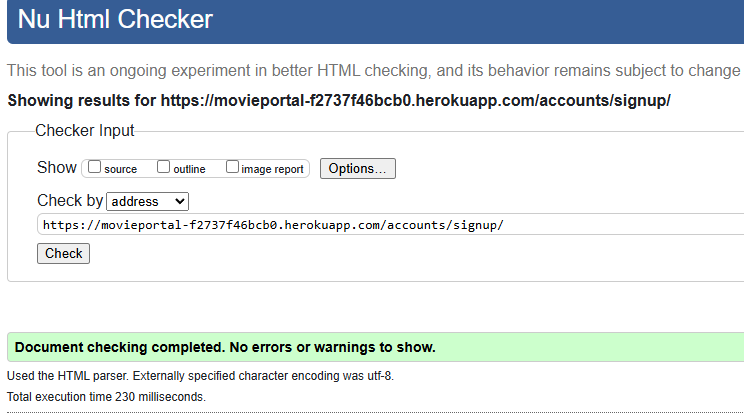 Nu Html Checker
This tool is an ongoing experiment in better HTML checking, and its behavior remains subject to change
Showing results for https://movieportal-f2737f46bcb0.herokuapp.com/accounts/signup/
Checker Input
Show source outline image report Options...
Check by address
https://movieportal-f2737f46bcb0.herokuapp.com/accounts/signup/
Check
Document checking completed. No errors or warnings to show.
Used the HTML parser. Externally specified character encoding was utf-8.
Total execution time 230 milliseconds.